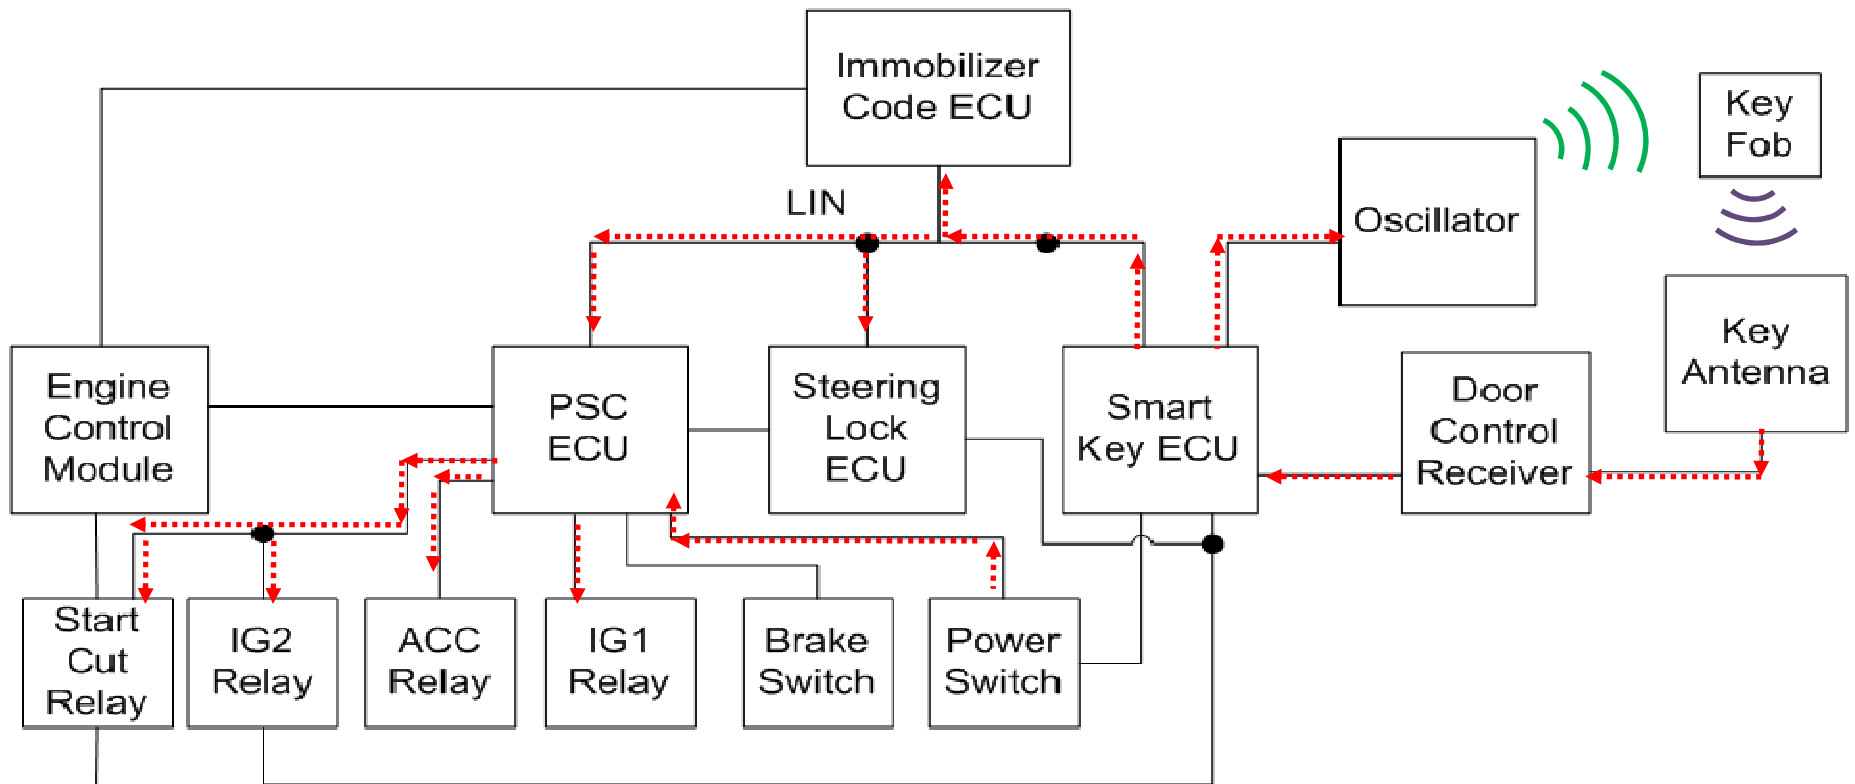 Immobilizer
Code ECU
Key
Fob
LIN
Oscillator
Engine
Control
Module
PSC
ECU
Steering
Lock
ECU
Smart
Key ECU
Door
Control
Receiver
Key
Antenna
Start
Cut
Relay
IG2
Relay
ACC
Relay
IG1
Relay
Brake
Switch
Power
Switch